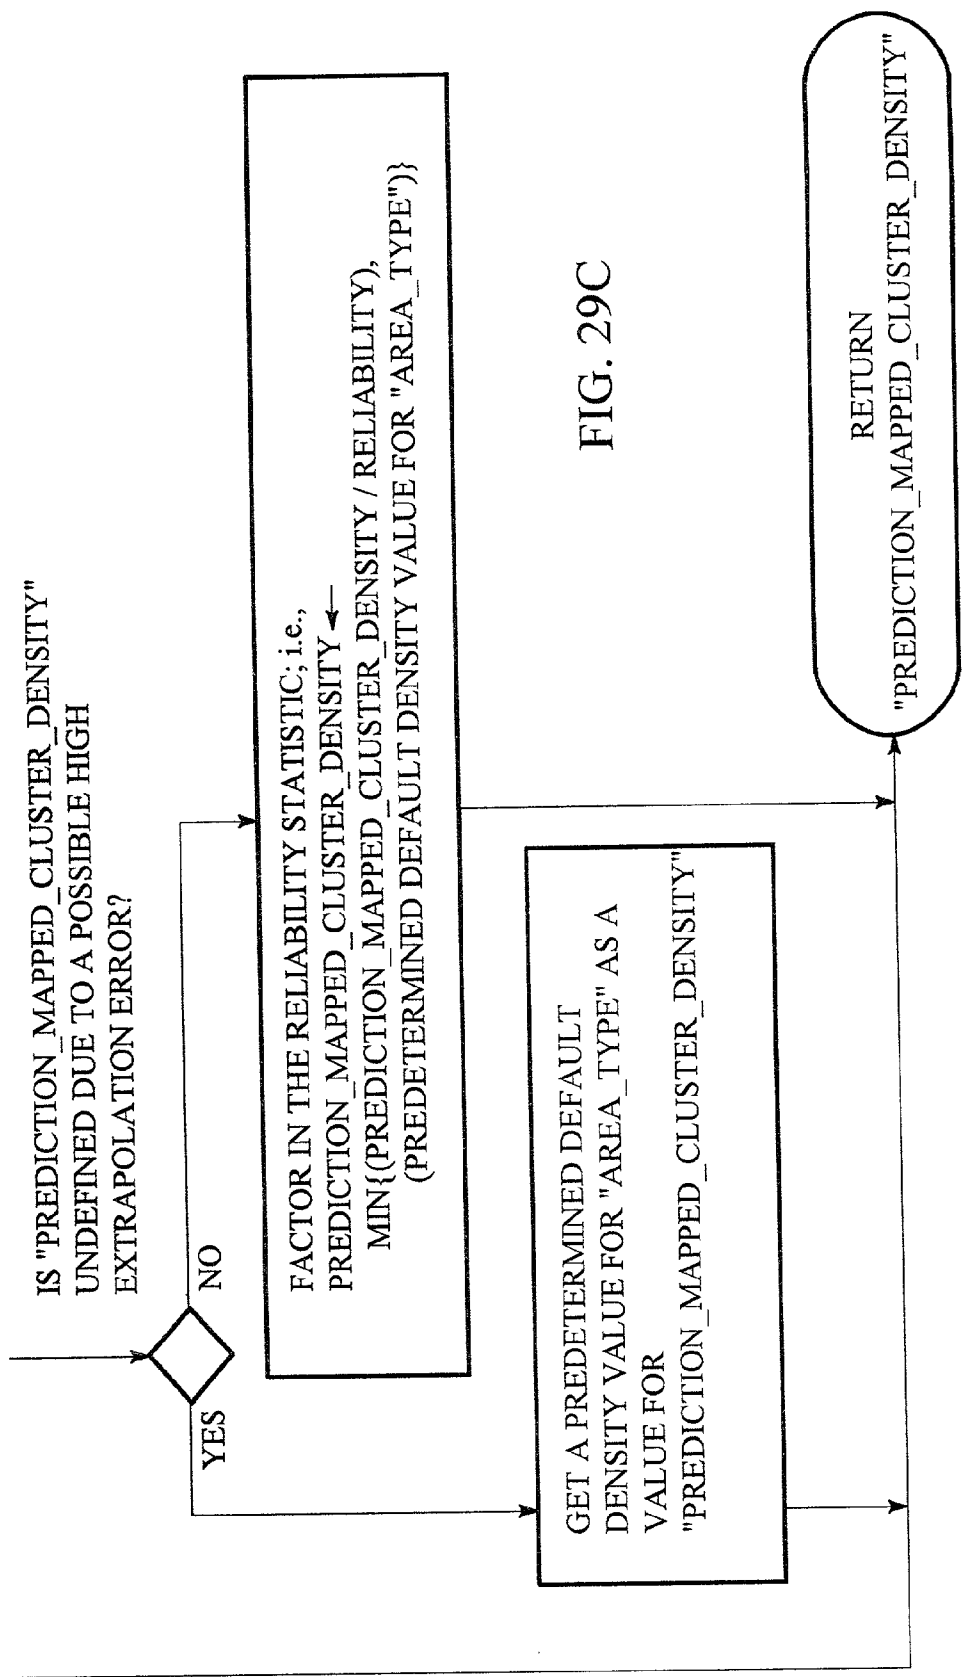 IS "PREDICTION_MAPPED_CLUSTER_DENSITY"
UNDEFINED DUE TO A POSSIBLE HIGH
EXTRAPOLATION ERROR?
YES
NO
FACTOR IN THE RELIABILITY STATISTIC; i.e.,
PREDICTION_MAPPED_CLUSTER_DENSITY ←
MIN{(PREDICTION_MAPPED_CLUSTER_DENSITY / RELIABILITY),
(PREDETERMINED DEFAULT DENSITY VALUE FOR "AREA_TYPE")}
GET A PREDETERMINED DEFAULT
DENSITY VALUE FOR "AREA_TYPE" AS A
VALUE FOR
"PREDICTION_MAPPED_CLUSTER_DENSITY"
FIG. 29C
RETURN
"PREDICTION_MAPPED_CLUSTER_DENSITY"